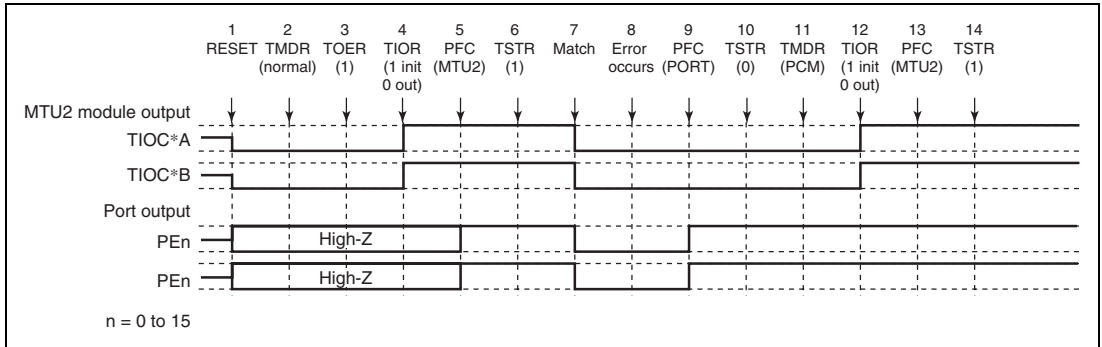 1 2 3 4 5 6 7 8 9 10 11 12 13 14
RESET TMDR TOER TIOR PFC TSTR Match Error PFC TSTR TMDR TIOR PFC TSTR
(normal) (1) (1 init (MTU2) (1) occurs (PORT) (0) (PCM) (1 init (MTU2) (1)
0 out) 0 out)
MTU2 module output
TIOC*A
TIOC*B
Port output
PEn High-Z
PEn High-Z
n = 0 to 15